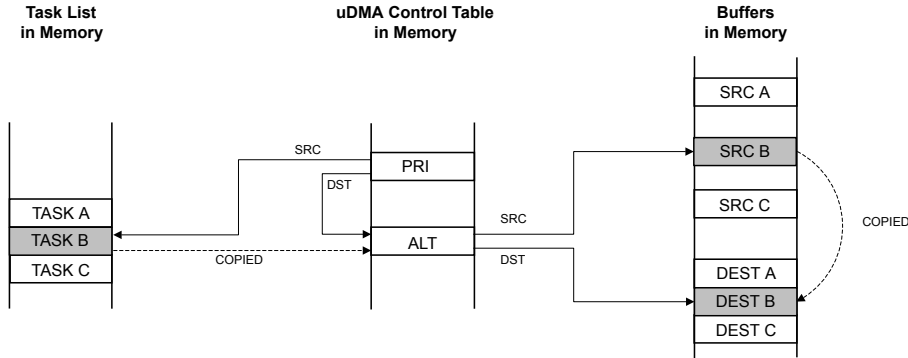 Task List
in Memory
uDMA Control Table
in Memory
Buffers
in Memory
SRC A
SRC
PRI
SRC B
DST
TASK A
SRC
SRC C
COPIED
TASK B
ALT
TASK C
COPIED
DST
DEST A
DEST B
DEST C